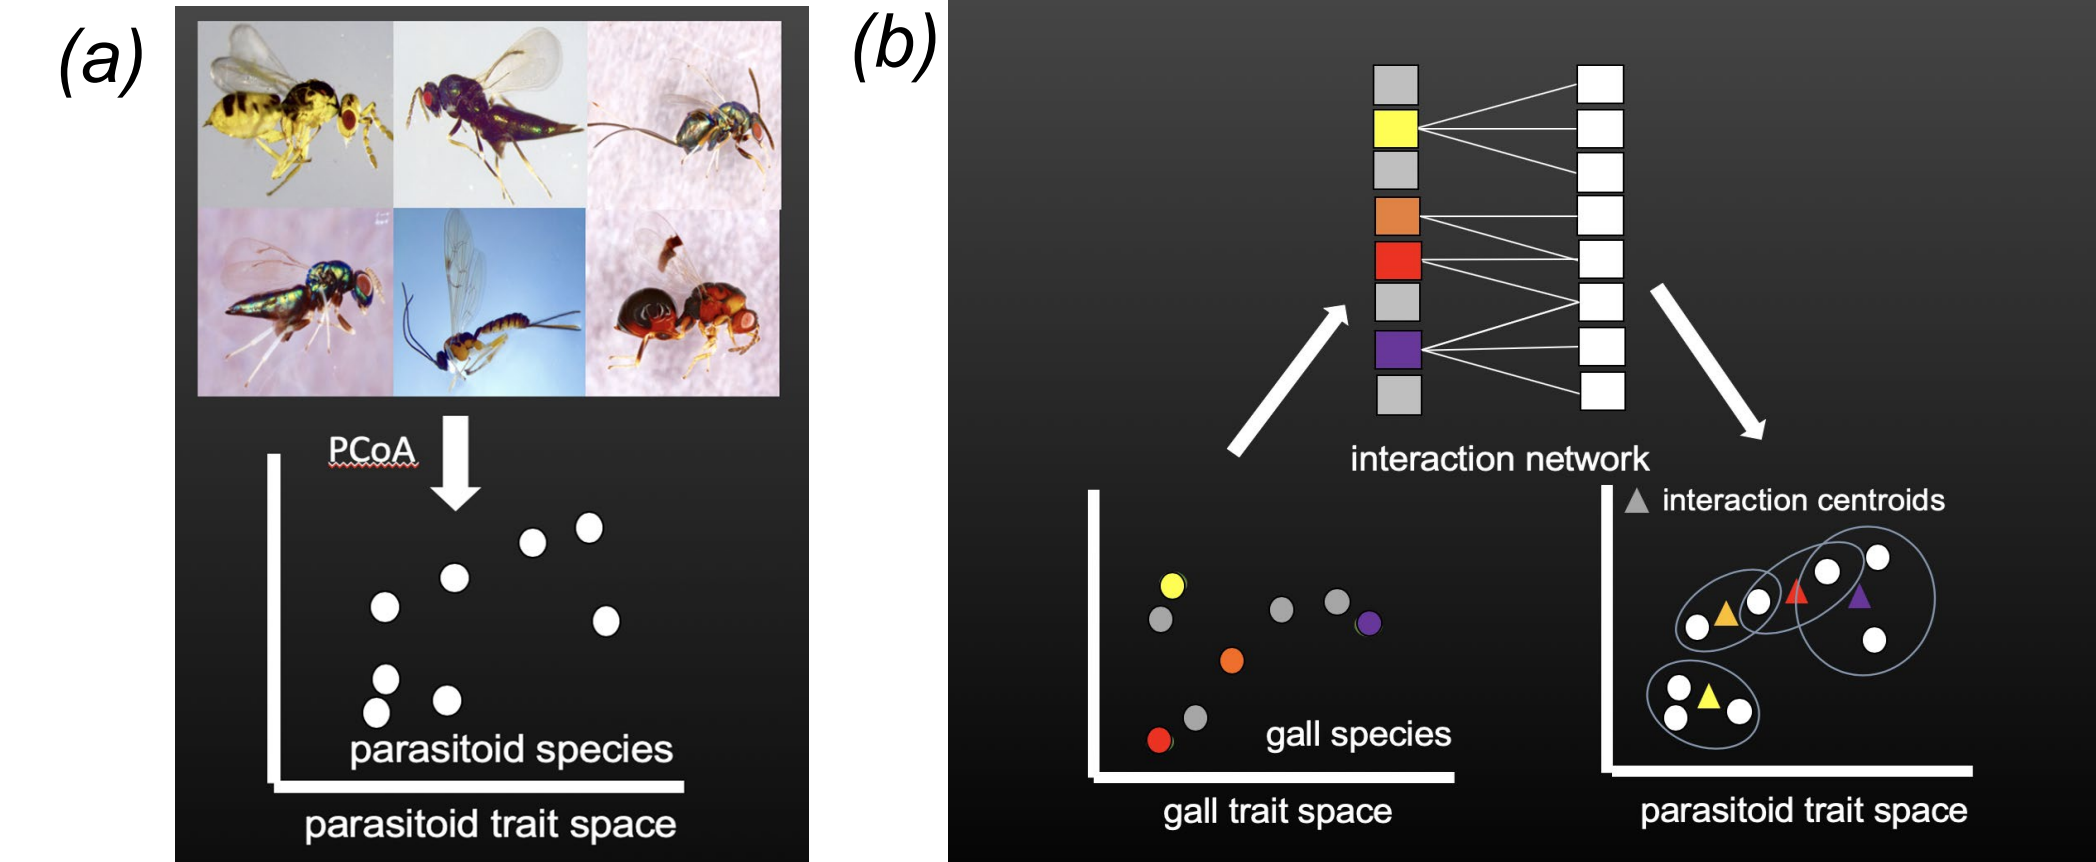 (a)
PCoA
parasitoid species
parasitoid trait space
(b)
interaction network
interaction centroids
gall species
gall trait space
parasitoid trait space